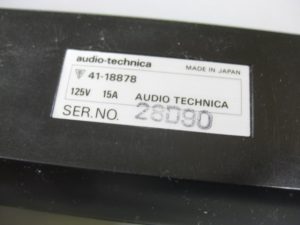 audio-technica MADE IN JAPAN
41-18878
125V 15A AUDIO TECHNICA
SER.NO. 26D90